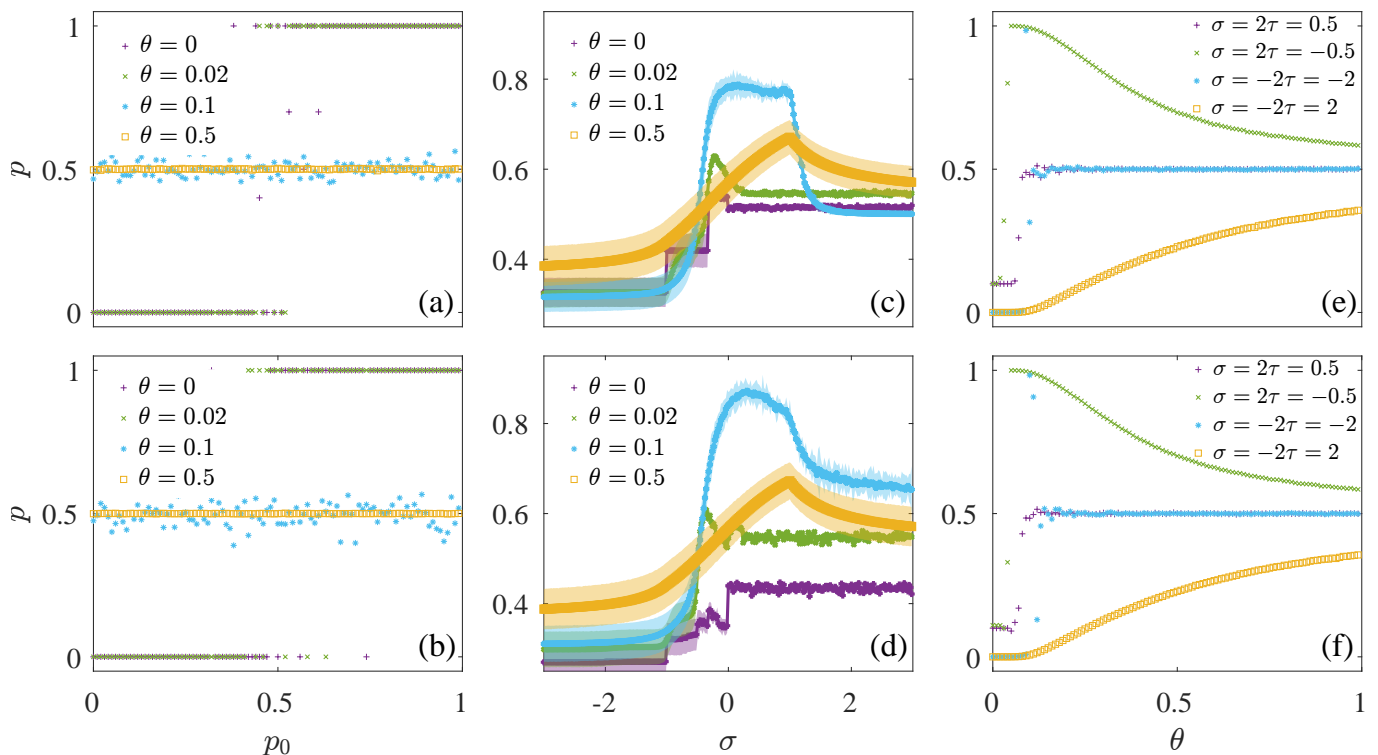 1
0.5
0
p
θ = 0
θ = 0.02
θ = 0.1
θ = 0.5
(a)
0.8
0.6
0.4
θ = 0
θ = 0.02
θ = 0.1
θ = 0.5
(c)
1
0.5
0
σ = 2τ = 0.5
σ = 2τ = −0.5
σ = −2τ = −2
σ = −2τ = 2
(e)
1
0.5
0
p
θ = 0
θ = 0.02
θ = 0.1
θ = 0.5
(b)
0 0.5 1
p₀
0.8
0.6
0.4
θ = 0
θ = 0.02
θ = 0.1
θ = 0.5
(d)
-2 0 2
σ
1
0.5
0
σ = 2τ = 0.5
σ = 2τ = −0.5
σ = −2τ = −2
σ = −2τ = 2
(f)
0 0.5 1
θ